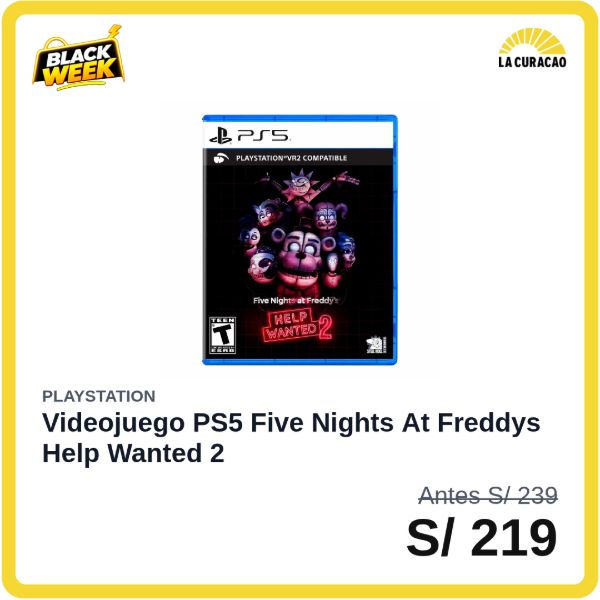 BLACK
WEEK
LA CURACAO
PS5
PLAYSTATION®VR2 COMPATIBLE
Five Nights at Freddy's
HELP
WANTED 2
TEEN
T
ESRB
PLAYSTATION
Videojuego PS5 Five Nights At Freddys
Help Wanted 2
Antes S/ 239
S/ 219